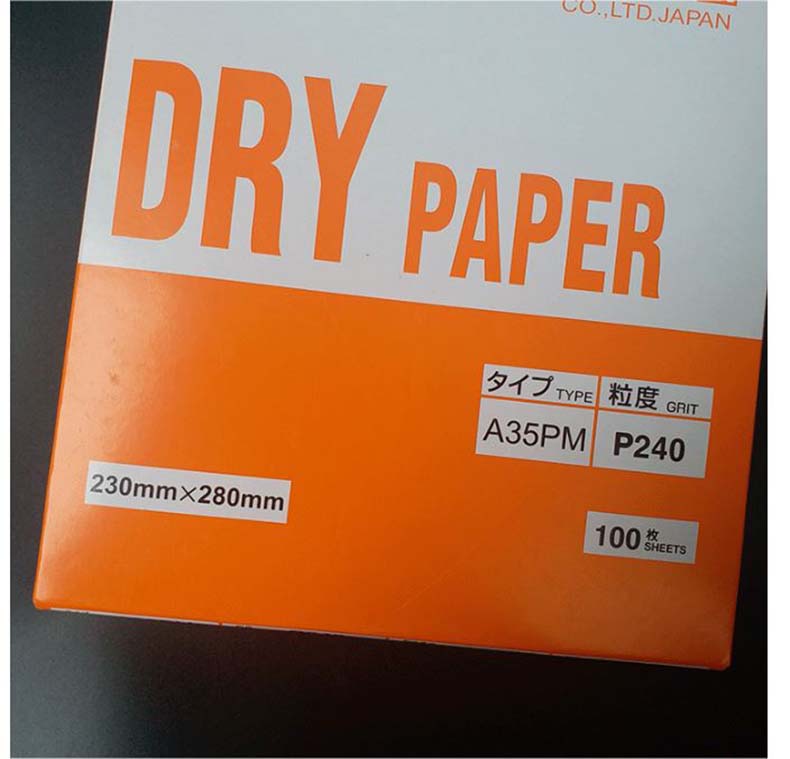 CO.,LTD.JAPAN
DRY PAPER
タイプ TYPE 粒度 GRIT
A35PM P240
230mm×280mm
100 枚 SHEETS